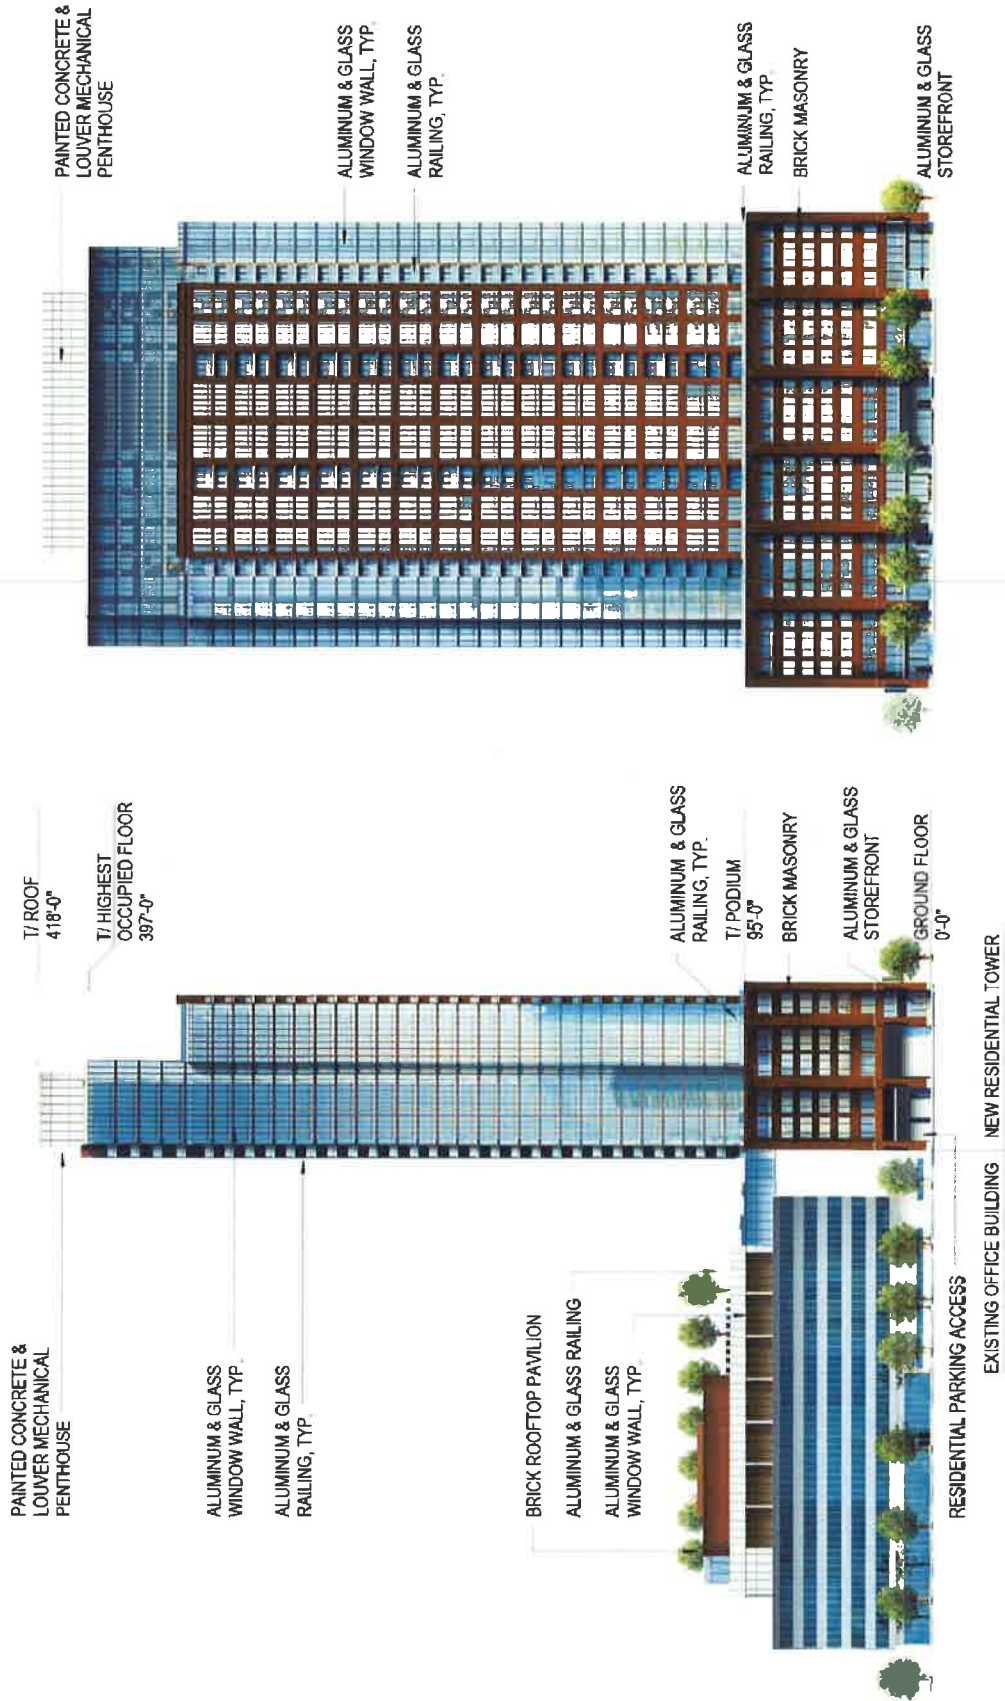 PAINTED CONCRETE &
LOUVER MECHANICAL
PENTHOUSE
ALUMINUM & GLASS
WINDOW WALL, TYP.
ALUMINUM & GLASS
RAILING, TYP.
BRICK ROOFTOP PAVILION
ALUMINUM & GLASS RAILING
ALUMINUM & GLASS
WINDOW WALL, TYP.
RESIDENTIAL PARKING ACCESS
EXISTING OFFICE BUILDING
NEW RESIDENTIAL TOWER
T/ ROOF
418'-0"
T/ HIGHEST
OCCUPIED FLOOR
397'-0"
ALUMINUM & GLASS
RAILING, TYP.
T/ PODIUM
95'-0"
BRICK MASONRY
ALUMINUM & GLASS
STOREFRONT
GROUND FLOOR
0'-0"
PAINTED CONCRETE &
LOUVER MECHANICAL
PENTHOUSE
ALUMINUM & GLASS
WINDOW WALL, TYP.
ALUMINUM & GLASS
RAILING, TYP.
ALUMINUM & GLASS
RAILING, TYP.
BRICK MASONRY
ALUMINUM & GLASS
STOREFRONT